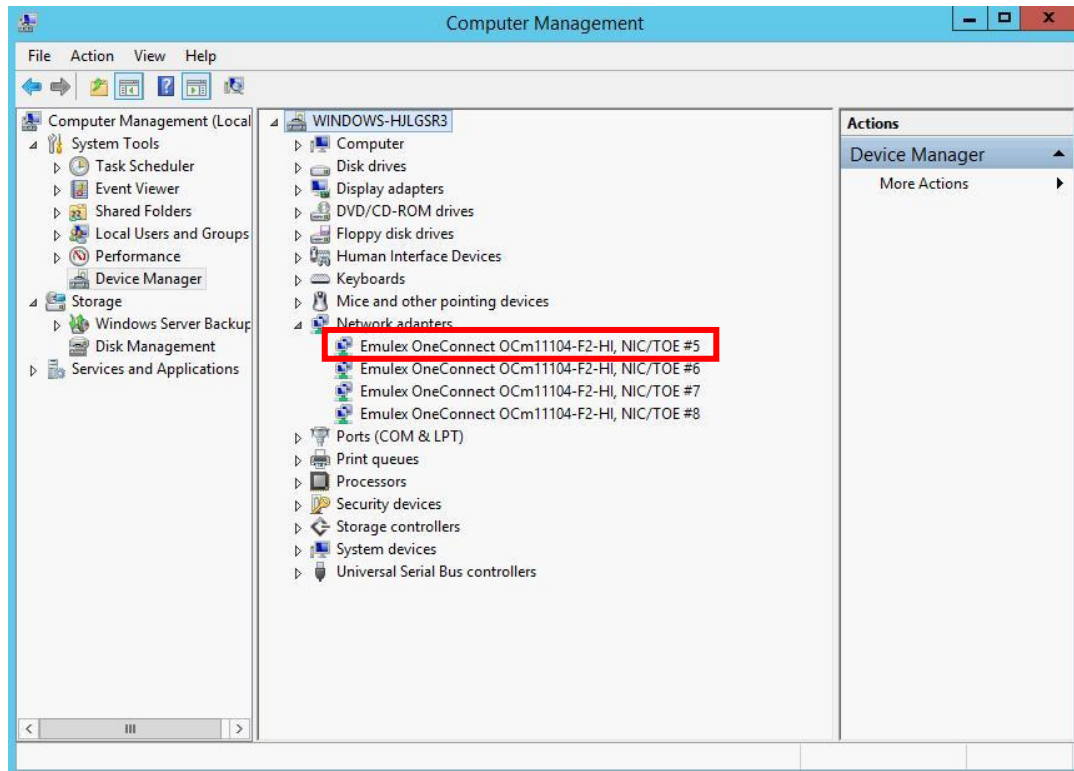 Computer Management
File Action View Help
Computer Management (Local
System Tools
Task Scheduler
Event Viewer
Shared Folders
Local Users and Groups
Performance
Device Manager
Storage
Windows Server Backup
Disk Management
Services and Applications
WINDOWS-HJLGSR3
Computer
Disk drives
Display adapters
DVD/CD-ROM drives
Floppy disk drives
Human Interface Devices
Keyboards
Mice and other pointing devices
Network adapters
Emulex OneConnect OCm11104-F2-HI, NIC/TOE #5
Emulex OneConnect OCm11104-F2-HI, NIC/TOE #6
Emulex OneConnect OCm11104-F2-HI, NIC/TOE #7
Emulex OneConnect OCm11104-F2-HI, NIC/TOE #8
Ports (COM & LPT)
Print queues
Processors
Security devices
Storage controllers
System devices
Universal Serial Bus controllers
Actions
Device Manager
More Actions